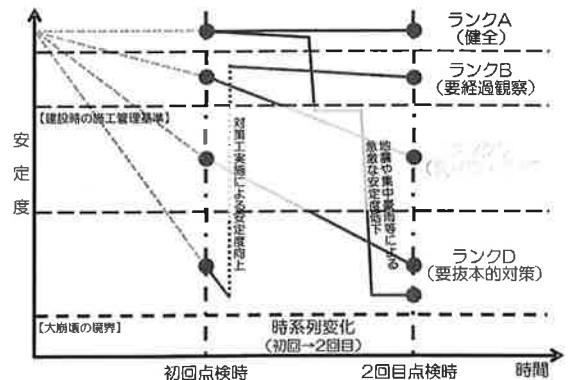 ランクA
(健全)
ランクB
(要経過観察)
【建設時の施工管理基準】
安定度
対策工実施による安定度向上
地震や集中豪雨等による
急激な安定度低下
ランクD
(要抜本的対策)
【大崩壊の境界】
時系列変化
(初回→2回目)
初回点検時
2回目点検時
時間